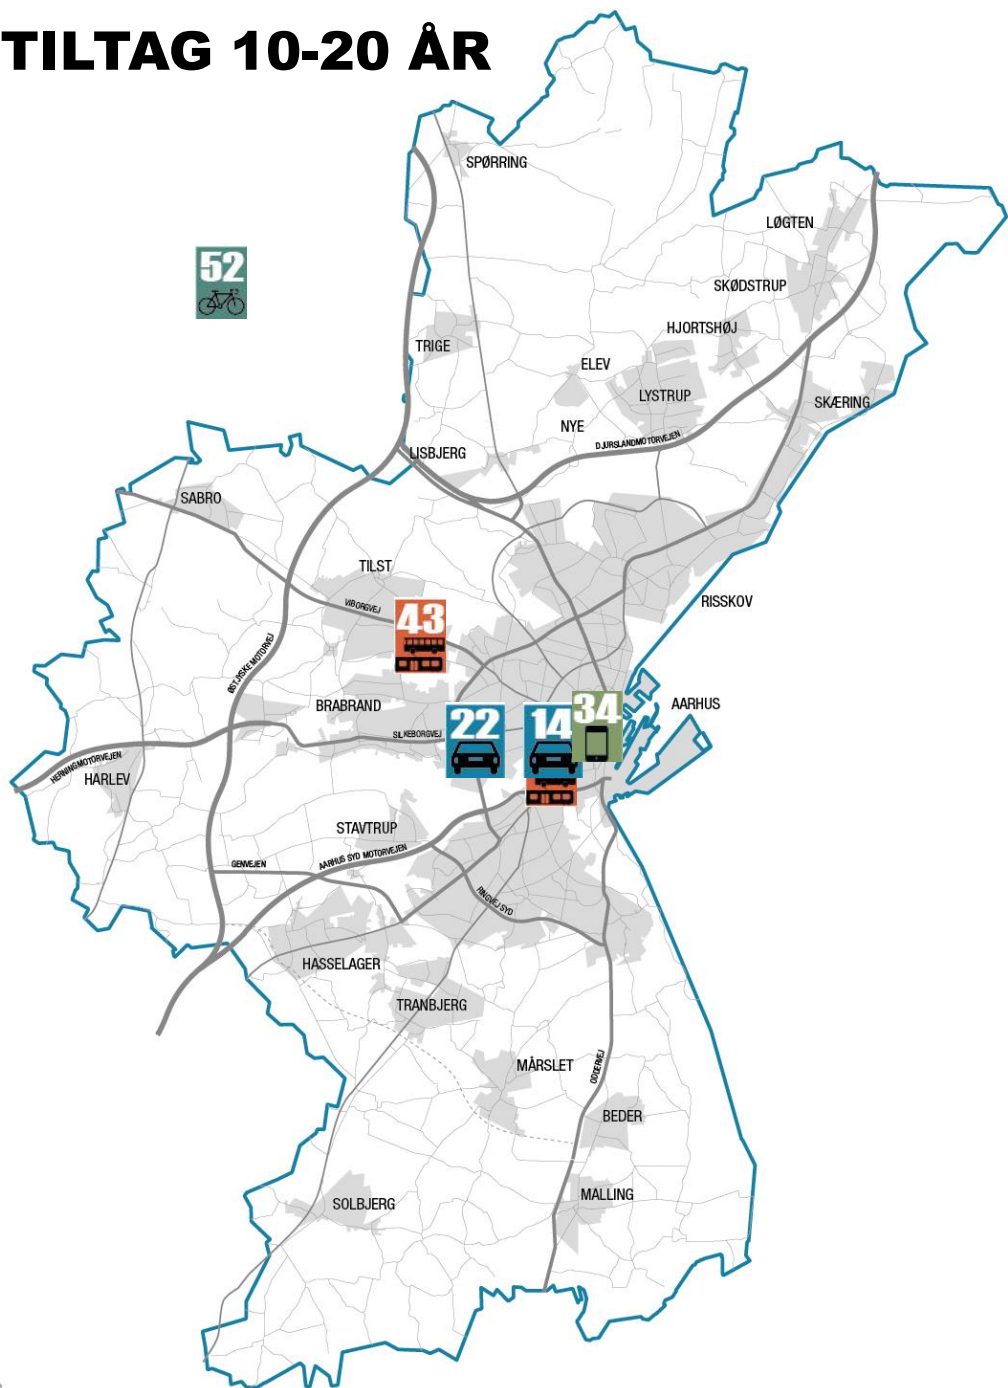 TILTAG 10-20 ÅR
SPØRRING
LØGTEN
52
SKØDSTRUP
HJORTSHØJ
TRIGE
ELEV
LYSTRUP
SKÆRING
NYE
DJURSLANDMOTORVEJEN
LISBJERG
SABRO
TILST
RISSKOV
VIBORGVEJ
43
ØSTJYSKE MOTORVEJ
BRABRAND
AARHUS
34
22
14
SILKEBORGVEJ
HERNINGMOTORVEJEN
HARLEV
STAVTRUP
AARHUS SYD MOTORVEJEN
GENVEJEN
RINGVEJ SYD
HASSELAGER
TRANBJERG
MÅRSLET
ODDERVEJ
BEDER
MALLING
SOLBJERG